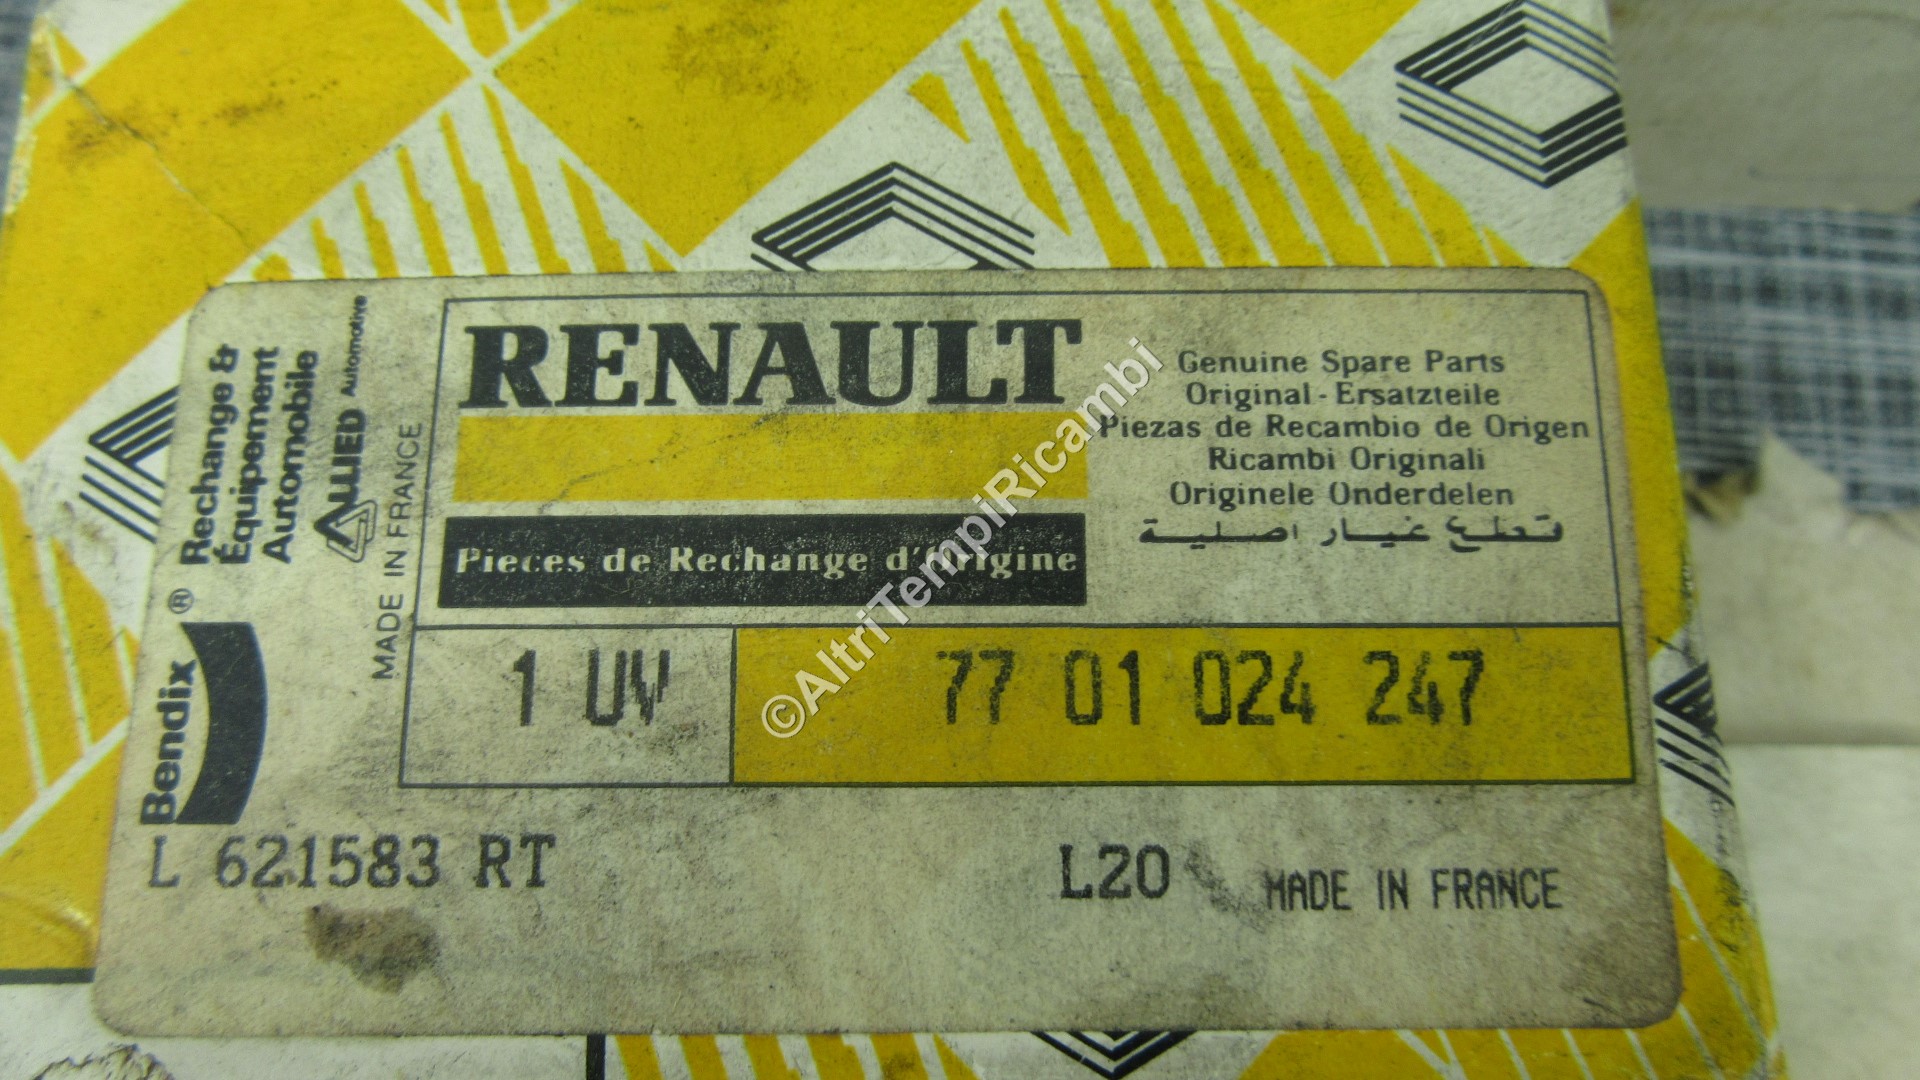 RENAULT
Pieces de Rechange d'Origine
Genuine Spare Parts
Original - Ersatzteile
Piezas de Recambio de Origen
Ricambi Originali
Originele Onderdelen
قطع غيار اصلية
1 UV
77 01 024 247
Bendix ®
Rechange &
Équipement
Automobile
ALLIED Automotive
MADE IN FRANCE
L 621583 RT
L20
MADE IN FRANCE
©AltriTempiRicambi